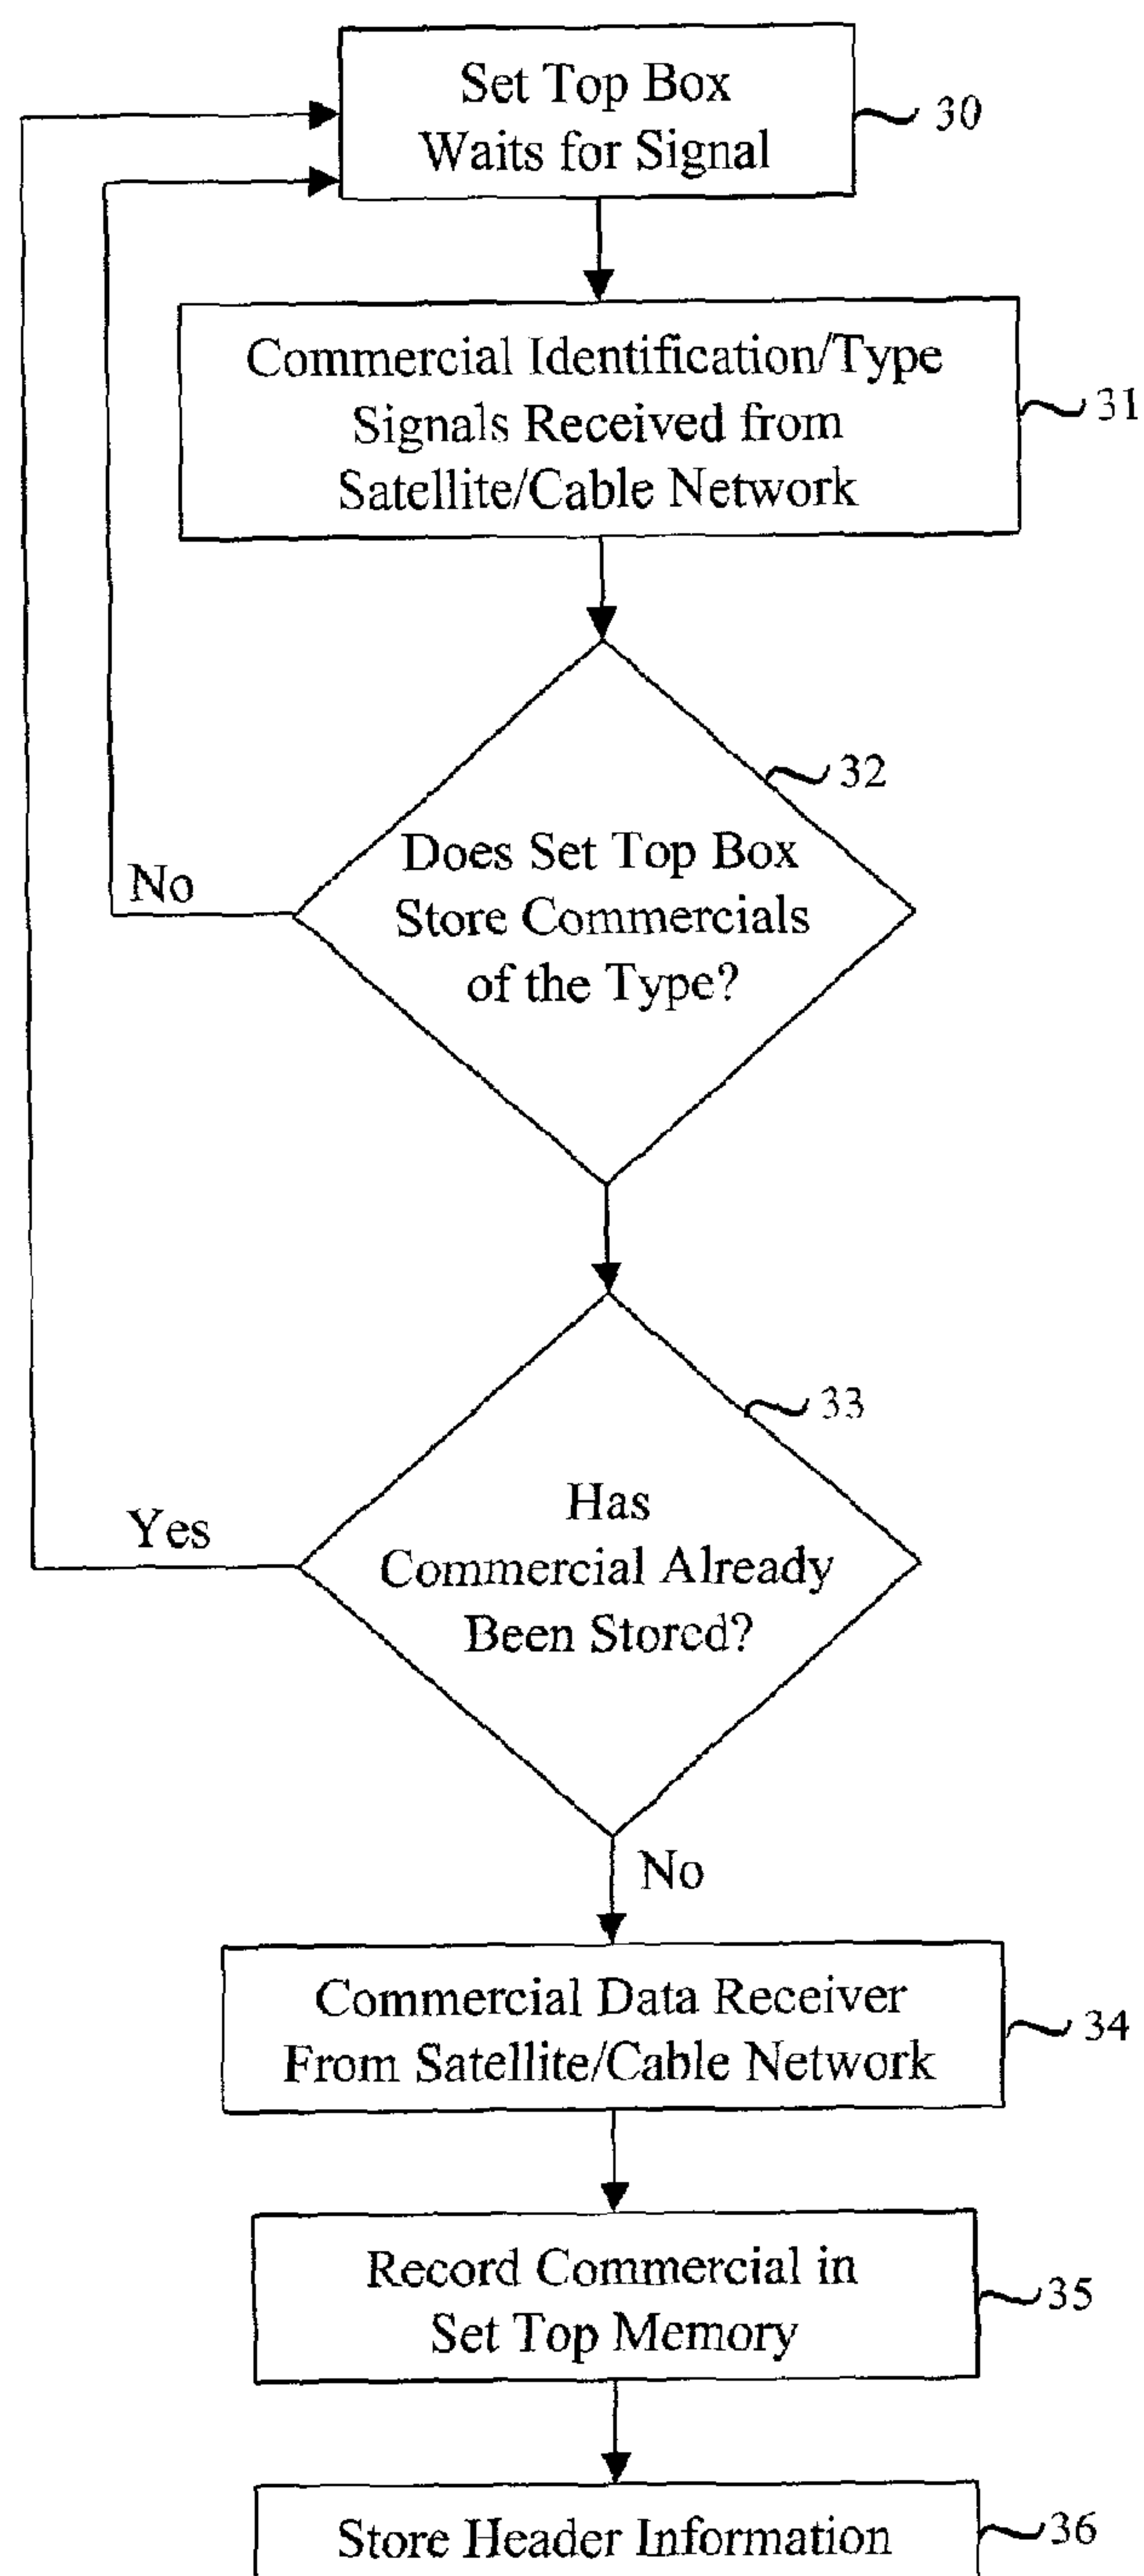 Set Top Box
Waits for Signal
30
Commercial Identification/Type
Signals Received from
Satellite/Cable Network
31
32
Does Set Top Box
Store Commercials
of the Type?
No
33
Has
Commercial Already
Been Stored?
Yes
No
Commercial Data Receiver
From Satellite/Cable Network
34
Record Commercial in
Set Top Memory
35
Store Header Information
36